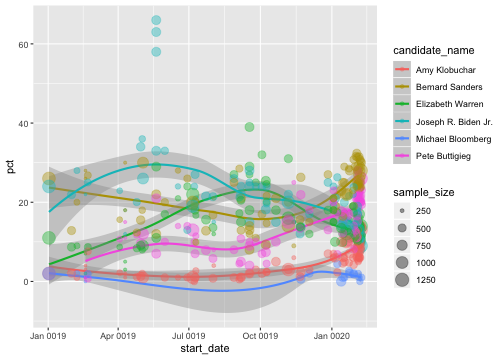 60
40
20
0
pct
Jan 0019 Apr 0019 Jul 0019 Oct 0019 Jan 0020
start_date
candidate_name
Amy Klobuchar
Bernard Sanders
Elizabeth Warren
Joseph R. Biden Jr.
Michael Bloomberg
Pete Buttigieg
sample_size
250
500
750
1000
1250